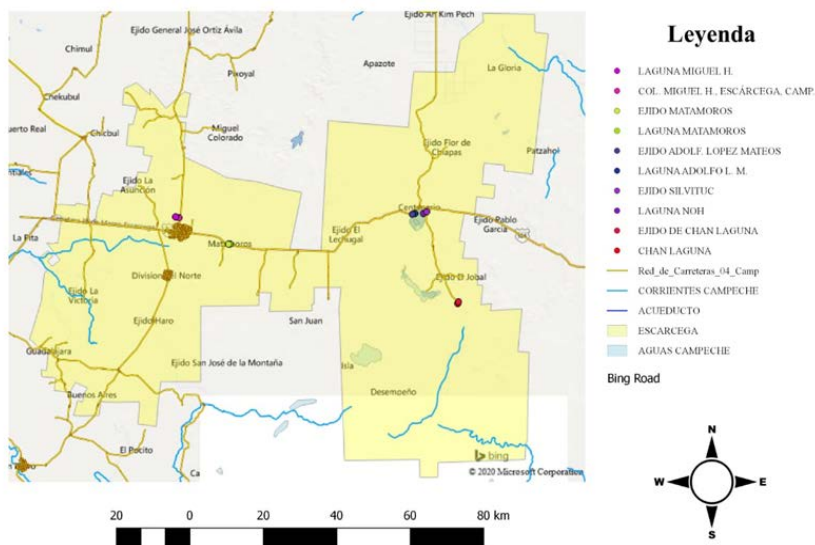 Ejido Ah Kim Pech
Ejido General José Ortiz Ávila
Chimul
Apazote
La Gloria
Pixoyal
Chekubul
Miguel
Colorado
Chicbul
Ejido Flor de
Chiapas
Patzahol
Ejido La
Asunción
Centenario
Ejido Pablo
García
Ejido El
Lechugal
La Pita
Matamoros
Division del Norte
Ejido El Jobal
Ejido La
Victoria
Ejido Haro
San Juan
Guadalajara
Ejido San José de la Montaña
Isla
Desempeño
Buenos Aires
El Pocito
Ca
bing
© 2020 Microsoft Corporation
20 0 20 40 60 80 km
Leyenda
LAGUNA MIGUEL H.
COL. MIGUEL H., ESCÁRCEGA, CAMP.
EJIDO MATAMOROS
LAGUNA MATAMOROS
EJIDO ADOLF. LOPEZ MATEOS
LAGUNA ADOLFO L. M.
EJIDO SILVITUC
LAGUNA NOH
EJIDO DE CHAN LAGUNA
CHAN LAGUNA
Red_de_Carreteras_04_Camp
CORRIENTES CAMPECHE
ACUEDUCTO
ESCARCEGA
AGUAS CAMPECHE
Bing Road
N
W E
S